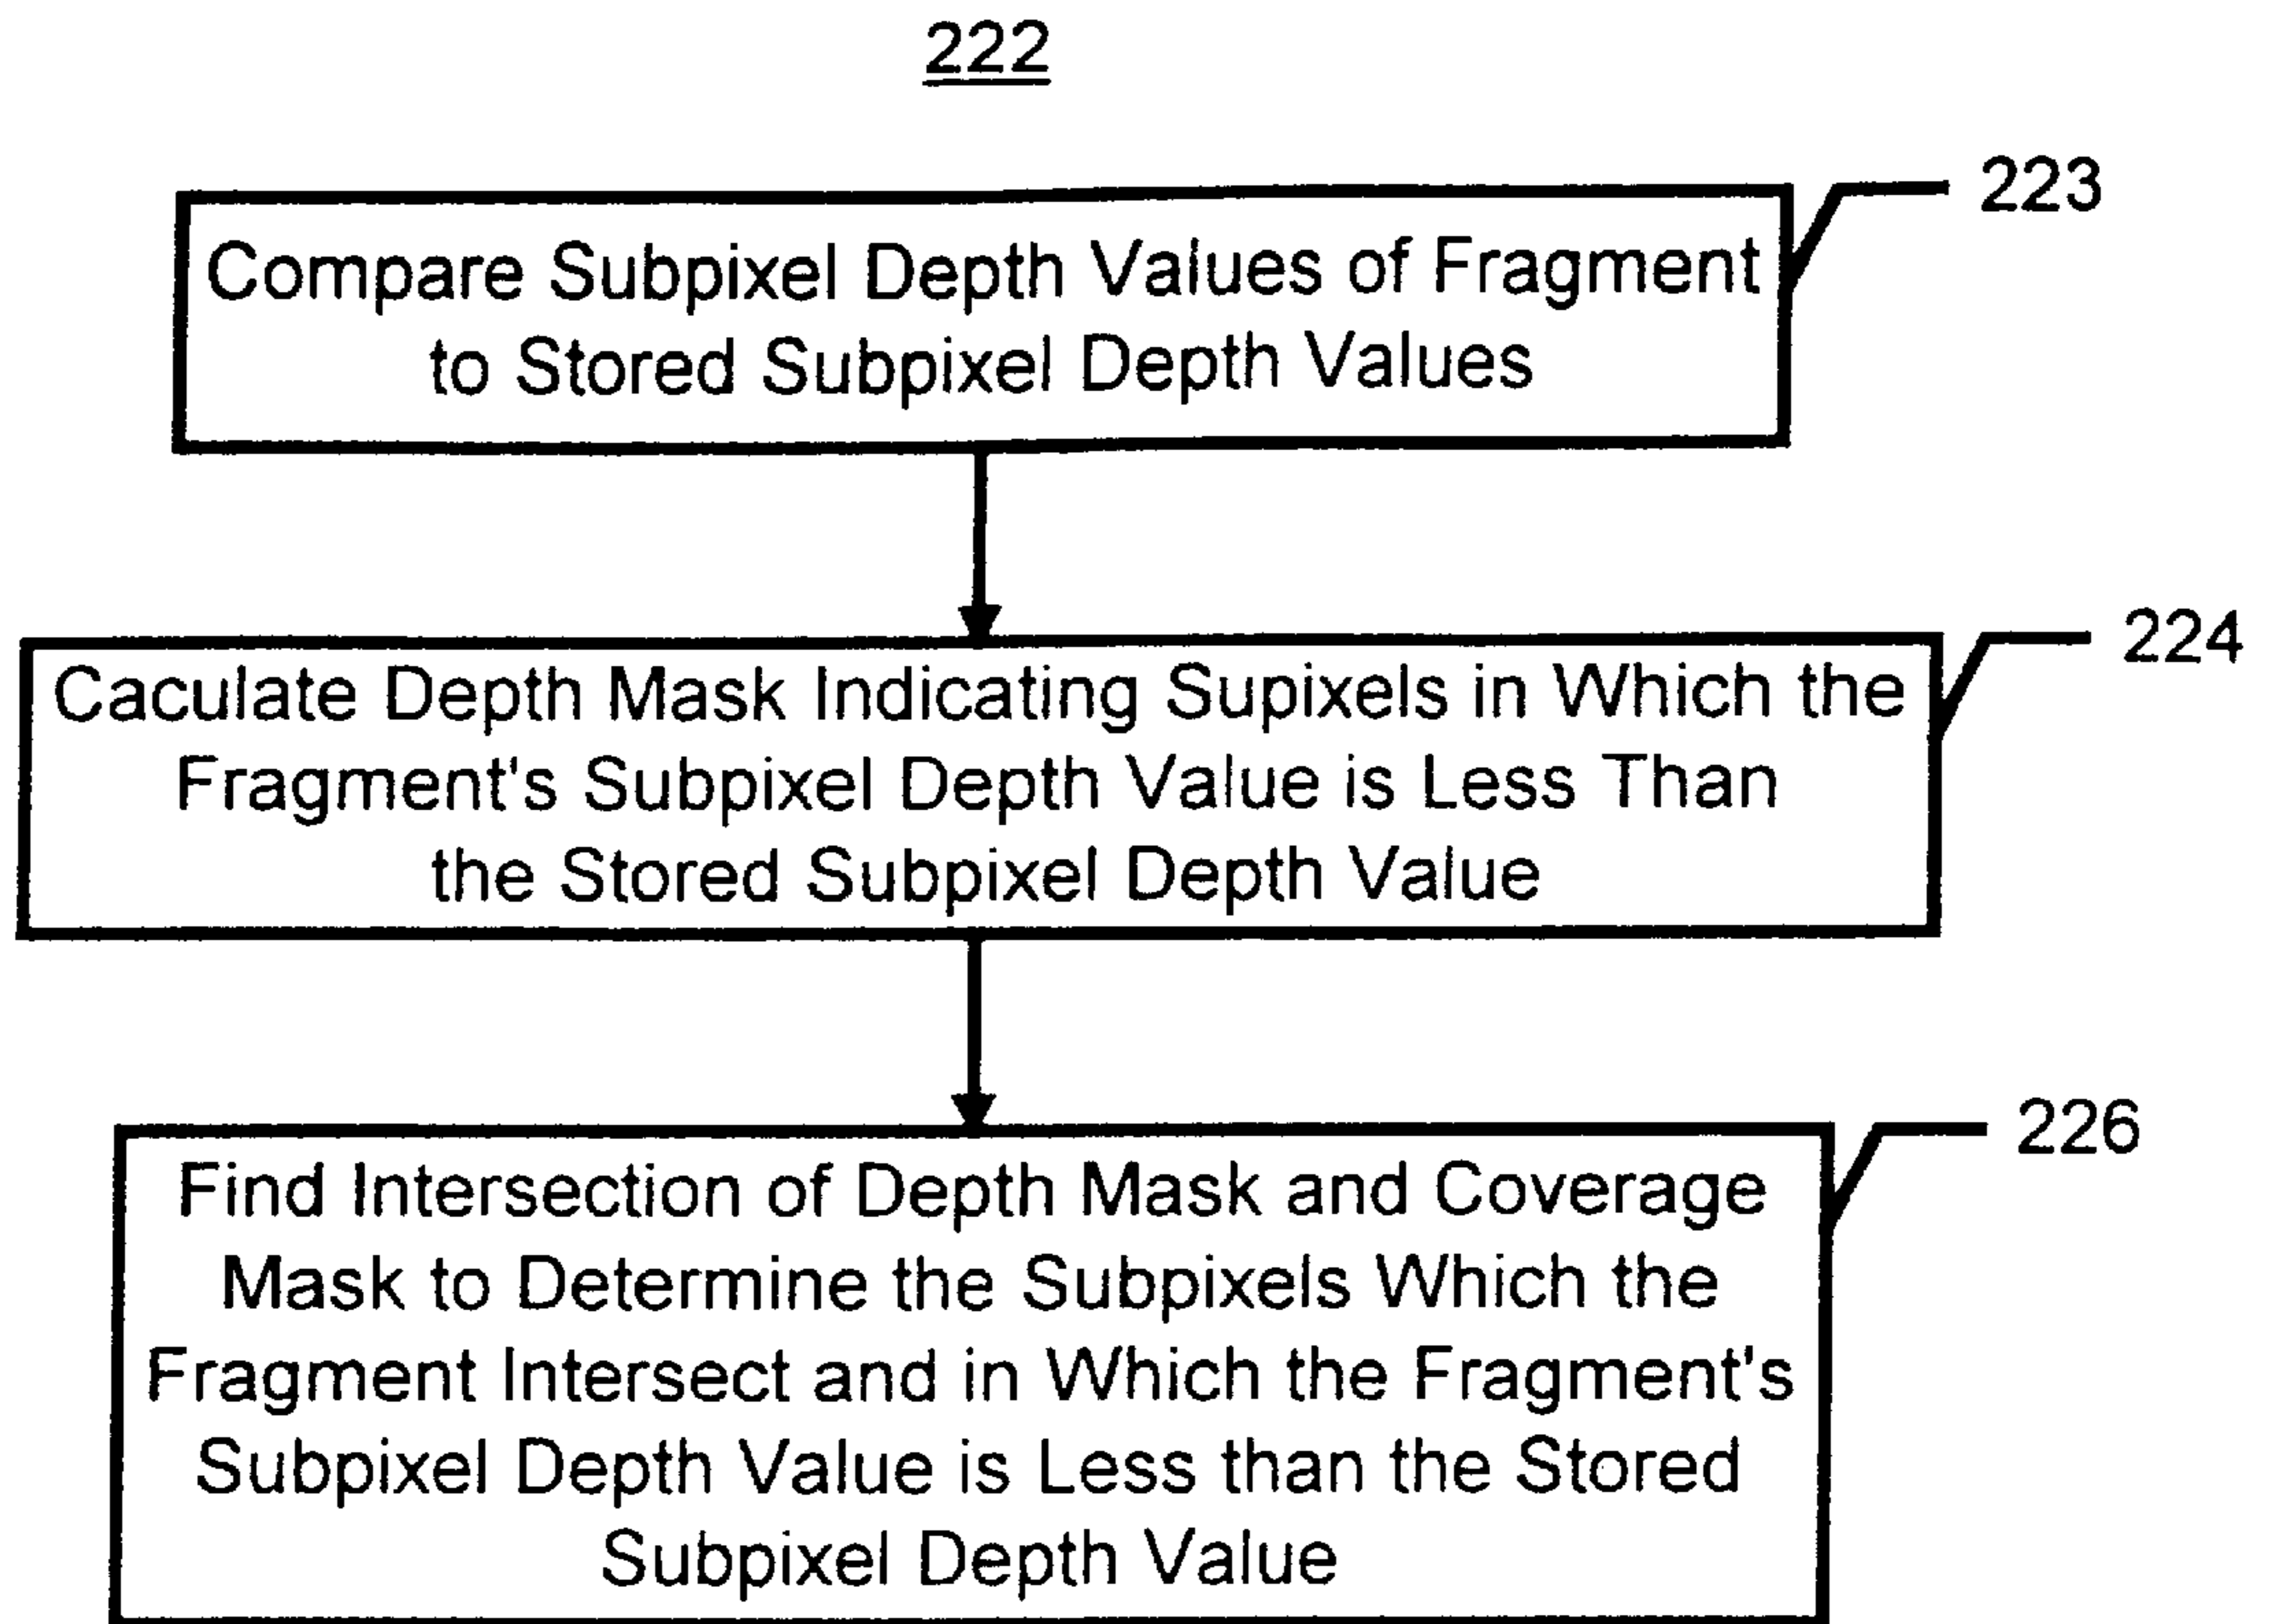 222
223
Compare Subpixel Depth Values of Fragment
to Stored Subpixel Depth Values
224
Caculate Depth Mask Indicating Supixels in Which the
Fragment's Subpixel Depth Value is Less Than
the Stored Subpixel Depth Value
226
Find Intersection of Depth Mask and Coverage
Mask to Determine the Subpixels Which the
Fragment Intersect and in Which the Fragment's
Subpixel Depth Value is Less than the Stored
Subpixel Depth Value